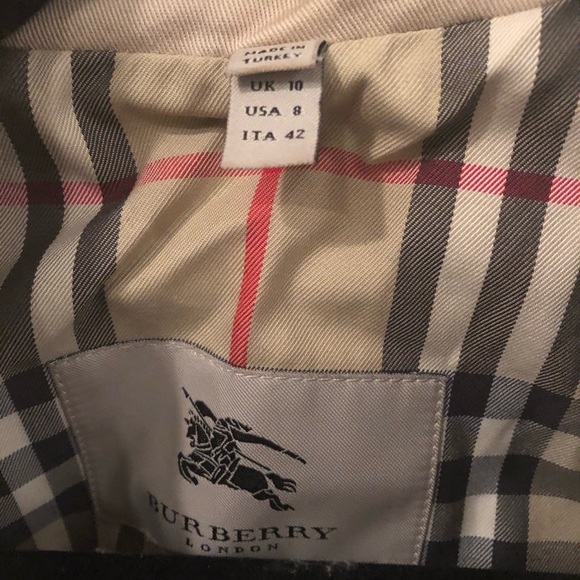 MADE IN
TURKEY
UK 10
USA 8
ITA 42
BURBERRY
LONDON